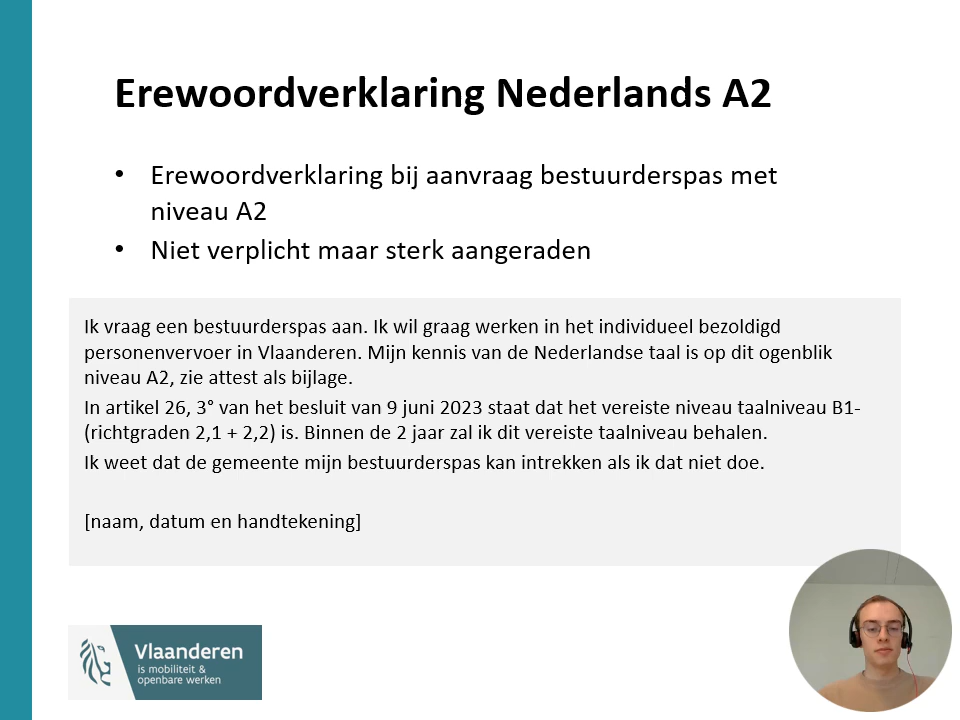 Erewoordverklaring Nederlands A2
• Erewoordverklaring bij aanvraag bestuurderspas met
niveau A2
• Niet verplicht maar sterk aangeraden
Ik vraag een bestuurderspas aan. Ik wil graag werken in het individueel bezoldigd
personenvervoer in Vlaanderen. Mijn kennis van de Nederlandse taal is op dit ogenblik
niveau A2, zie attest als bijlage.
In artikel 26, 3° van het besluit van 9 juni 2023 staat dat het vereiste niveau taalniveau B1-
(richtgraden 2,1 + 2,2) is. Binnen de 2 jaar zal ik dit vereiste taalniveau behalen.
Ik weet dat de gemeente mijn bestuurderspas kan intrekken als ik dat niet doe.
[naam, datum en handtekening]
Vlaanderen
is mobiliteit &
openbare werken